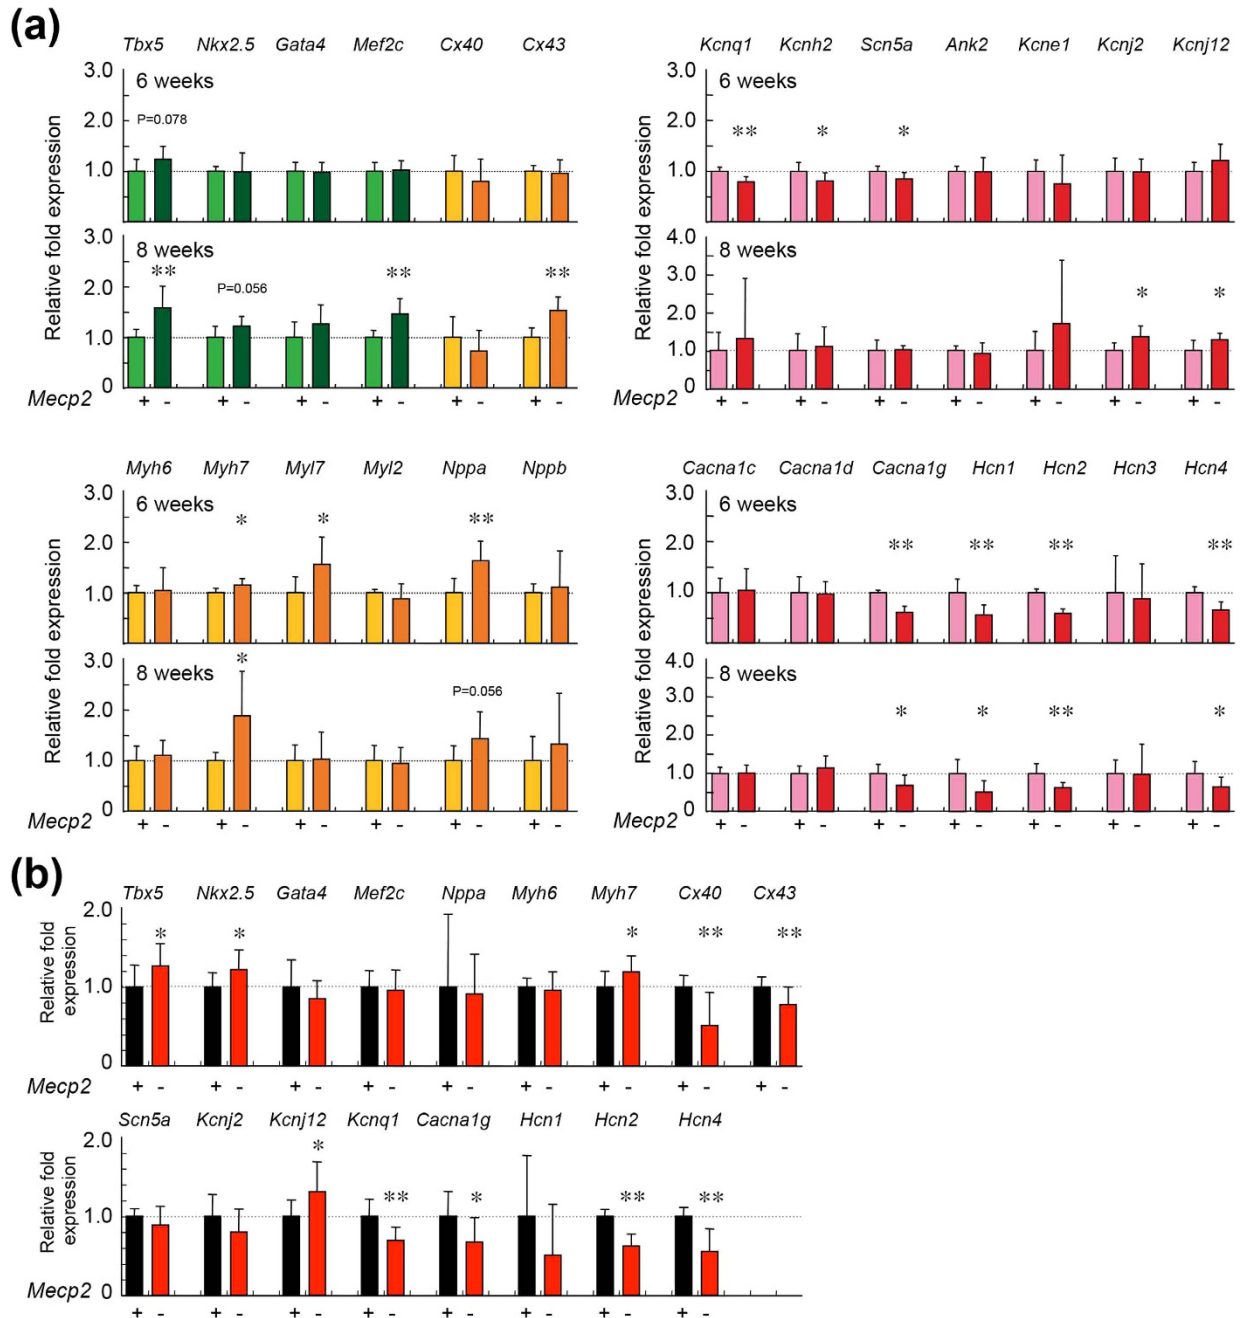 (a)
Tbx5 Nkx2.5 Gata4 Mef2c Cx40 Cx43
3.0
6 weeks
2.0
P=0.078
1.0
Relative fold expression
3.0
8 weeks
**
**
**
2.0
P=0.056
1.0
0
Mecp2 + - + - + - + - + - + -
Kcnq1 Kcnh2 Scn5a Ank2 Kcne1 Kcnj2 Kcnj12
3.0
6 weeks
2.0
** * *
1.0
Relative fold expression
4.0
8 weeks
3.0
* *
2.0
1.0
0
Mecp2 + - + - + - + - + - + - + -
Myh6 Myh7 Myl7 Myl2 Nppa Nppb
3.0
6 weeks
* * **
2.0
1.0
Relative fold expression
3.0
8 weeks
*
P=0.056
2.0
1.0
0
Mecp2 + - + - + - + - + - + -
Cacna1c Cacna1d Cacna1g Hcn1 Hcn2 Hcn3 Hcn4
3.0
6 weeks
2.0
** ** ** **
1.0
Relative fold expression
4.0
8 weeks
3.0
* * ** *
2.0
1.0
0
Mecp2 + - + - + - + - + - + - + -
(b)
Tbx5 Nkx2.5 Gata4 Mef2c Nppa Myh6 Myh7 Cx40 Cx43
2.0
* * * ** **
Relative fold
expression
1.0
0
Mecp2 + - + - + - + - + - + - + - + - + -
Scn5a Kcnj2 Kcnj12 Kcnq1 Cacna1g Hcn1 Hcn2 Hcn4
2.0
* ** * ** **
Relative fold
expression
1.0
Mecp2 0
+ - + - + - + - + - + - + - + -